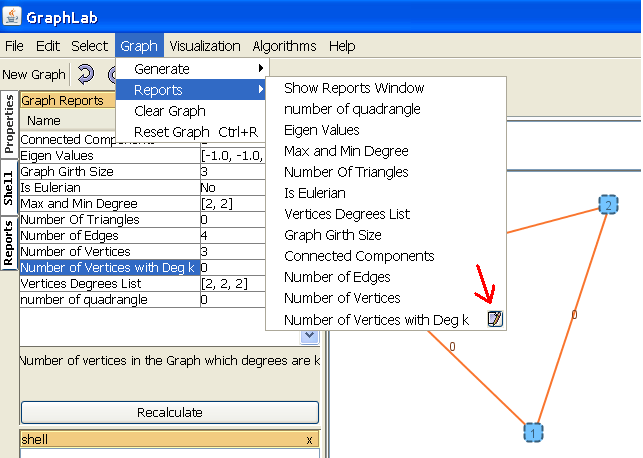 GraphLab
File Edit Select Graph Visualization Algorithms Help
New Graph
Generate
Reports
Clear Graph
Reset Graph Ctrl+R
Show Reports Window
number of quadrangle
Eigen Values
Max and Min Degree
Number Of Triangles
Is Eulerian
Vertices Degrees List
Graph Girth Size
Connected Components
Number of Edges
Number of Vertices
Number of Vertices with Deg k
Properties
Shell
Reports
Graph Reports
Name
Connected Components
Eigen Values [-1.0, -1.0,
Graph Girth Size 3
Is Eulerian No
Max and Min Degree [2, 2]
Number Of Triangles 0
Number of Edges 4
Number of Vertices 3
Number of Vertices with Deg k 0
Vertices Degrees List [2, 2, 2]
number of quadrangle 0
Number of vertices in the Graph which degrees are k
Recalculate
shell x
2
0
0
1